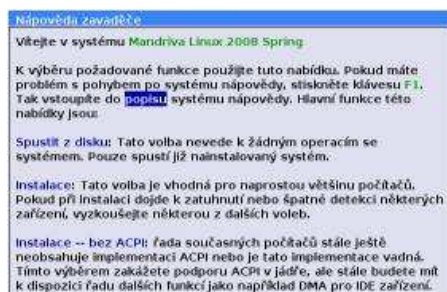 Nápověda zavaděče
Vítejte v systému Mandriva Linux 2008 Spring
K výběru požadované funkce použijte tuto nabídku. Pokud máte
problém s pohybem po systému nápovědy, stiskněte klávesu F1.
Tak vstoupíte do popisu systému nápovědy. Hlavní funkce této
nabídky jsou:
Spustit z disku: Tato volba nevede k žádným operacím se
systémem. Pouze spustí již nainstalovaný systém.
Instalace: Tato volba je vhodná pro naprostou většinu počítačů.
Pokud při instalaci dojde k zatuhnutí nebo špatné detekci některých
zařízení, vyzkoušejte některou z dalších voleb.
Instalace -- bez ACPI: řada současných počítačů stále ještě
neobsahuje implementaci ACPI nebo je tato implementace vadná.
Tímto výběrem zakážete podporu ACPI v jádře, ale stále budete mít
k dispozici řadu dalších funkcí jako například DMA pro IDE zařízení.